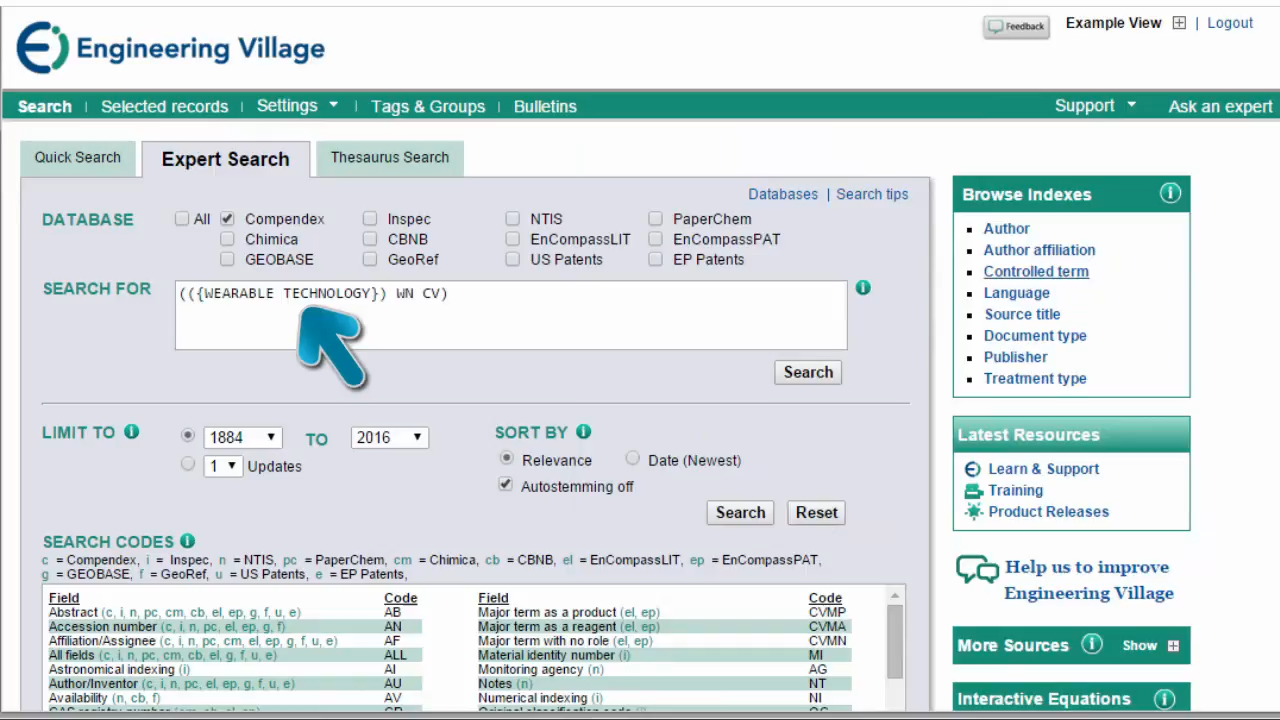 Engineering Village
Feedback
Example View | Logout
Search | Selected records | Settings | Tags & Groups | Bulletins
Support Ask an expert
Quick Search Expert Search Thesaurus Search
Databases | Search tips
DATABASE All Compendex Inspec NTIS PaperChem
Chimica CBNB EnCompassLIT EnCompassPAT
GEOBASE GeoRef US Patents EP Patents
SEARCH FOR (({WEARABLE TECHNOLOGY}) WN CV)
Search
LIMIT TO 1884 TO 2016
1 Updates
SORT BY
Relevance Date (Newest)
Autostemming off
Search Reset
SEARCH CODES
c = Compendex, i = Inspec, n = NTIS, pc = PaperChem, cm = Chimica, cb = CBNB, el = EnCompassLIT, ep = EnCompassPAT,
g = GEOBASE, f = GeoRef, u = US Patents, e = EP Patents,
Field Code Field Code
Abstract (c, i, n, pc, cm, cb, el, ep, g, f, u, e) AB Major term as a product (el, ep) CVMP
Accession number (c, i, n, pc, el, ep, g, f) AN Major term as a reagent (el, ep) CVMA
Affiliation/Assignee (c, i, n, pc, cm, el, ep, g, f, u, e) AF Major term with no role (el, ep) CVMN
All fields (c, i, n, pc, cm, cb, el, g, f, u, e) ALL Material identity number (i) MI
Astronomical indexing (i) AI Monitoring agency (n) AG
Author/Inventor (c, i, n, pc, el, ep, g, f, u, e) AU Notes (n) NT
Availability (n, cb, f) AV Numerical indexing (i) NI
Browse Indexes
Author
Author affiliation
Controlled term
Language
Source title
Document type
Publisher
Treatment type
Latest Resources
Learn & Support
Training
Product Releases
Help us to improve
Engineering Village
More Sources Show
Interactive Equations